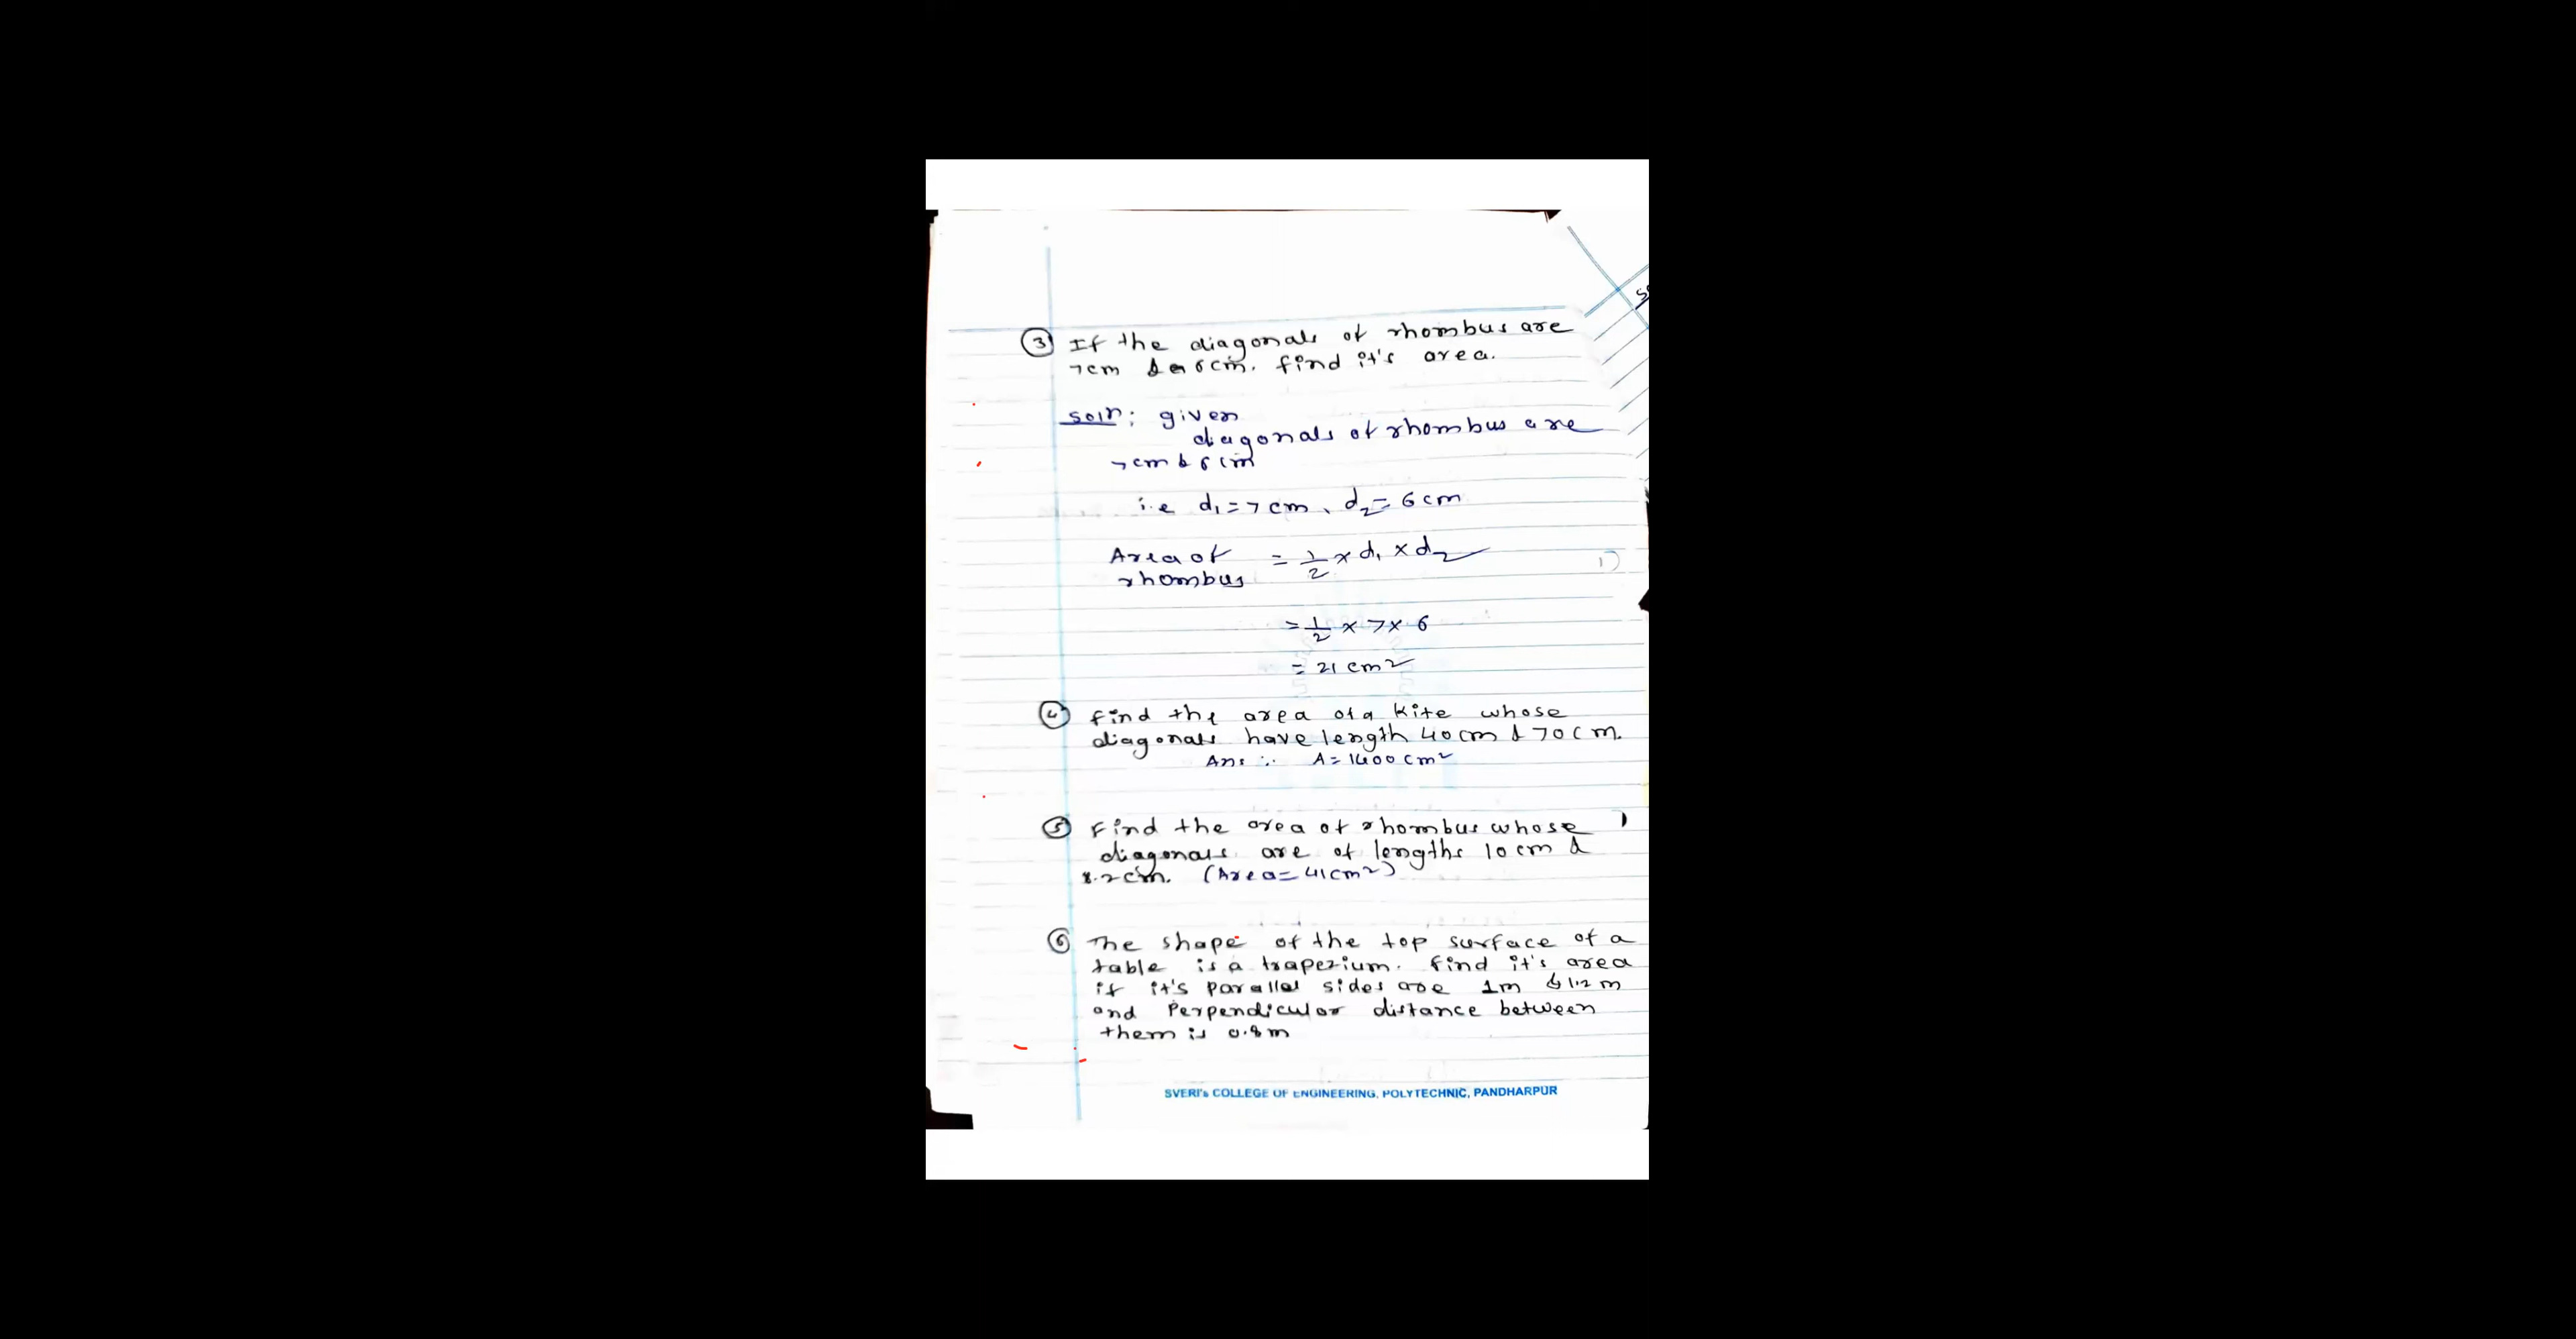 ③ If the diagonals of rhombus are
7cm & 6cm. find it's area.
Solⁿ: given
diagonals of rhombus are
7cm & 6cm
i.e d₁=7cm, d₂=6cm
Area of = 1/2 × d₁ × d₂
rhombus
= 1/2 × 7 × 6
= 21 cm²
④ find the area of a kite whose
diagonals have length 40cm & 70cm.
Ans ∴ A=1400cm²
⑤ Find the area of rhombus whose
diagonals are of lengths 10cm &
8.2cm. (Area=41cm²)
⑥ The shape of the top surface of a
table is a trapezium. find it's area
if it's parallel sides are 1m & 1.2m
and Perpendicular distance between
them is 0.8m
SVERI's COLLEGE OF ENGINEERING, POLYTECHNIC, PANDHARPUR